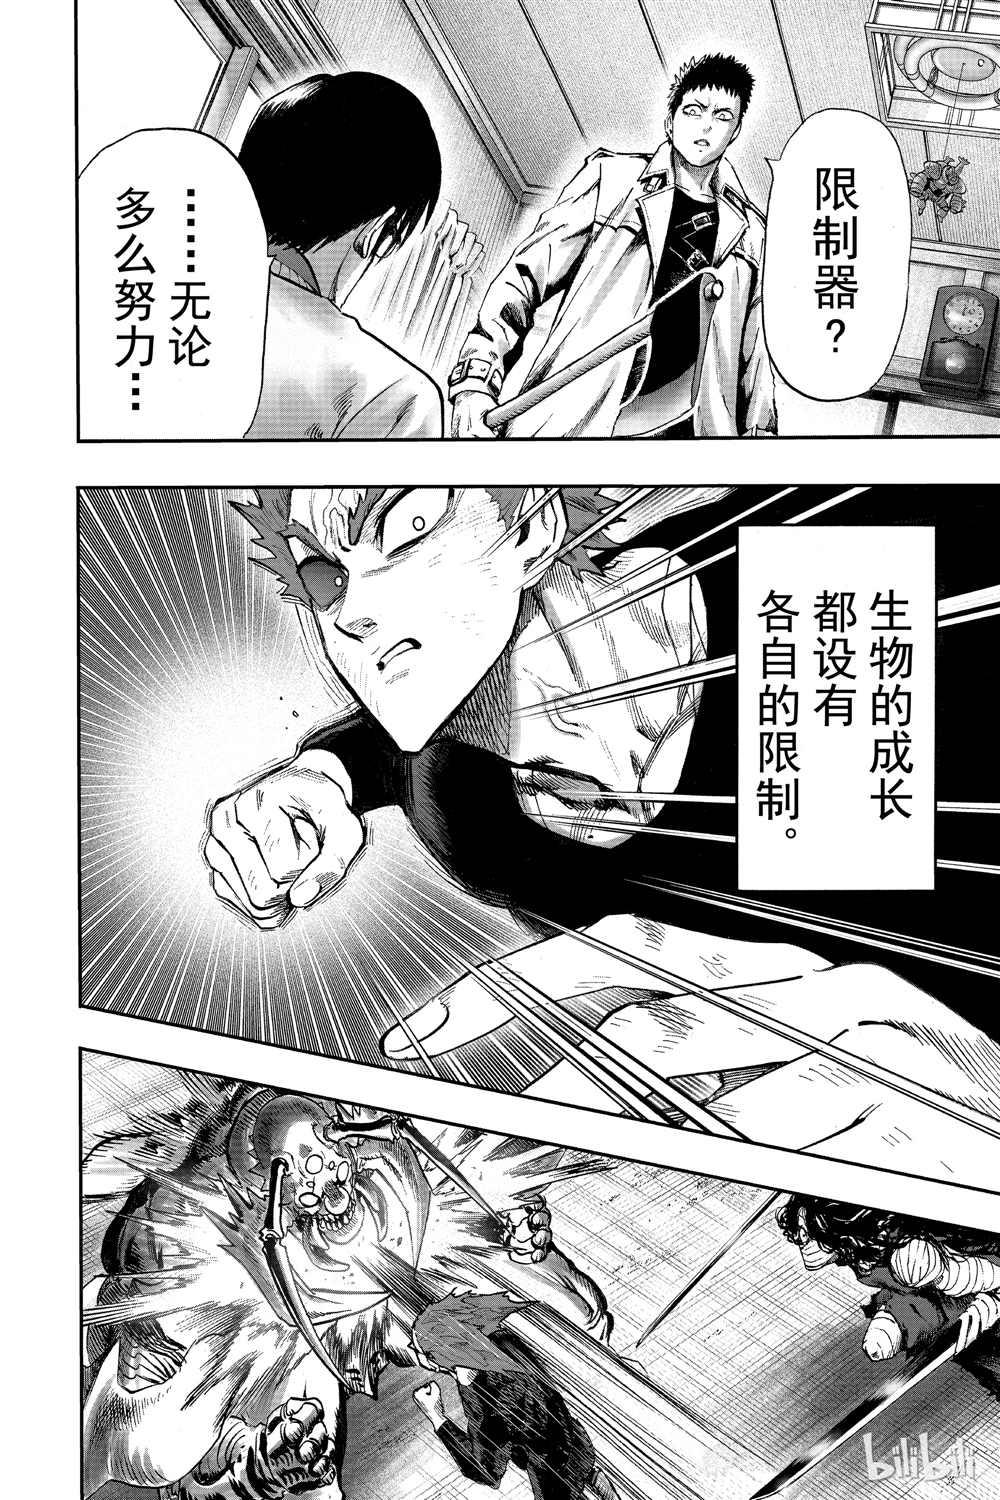 限制器?
……无论
多么努力…
生物的成长
都设有
各自的限制。
bilibili